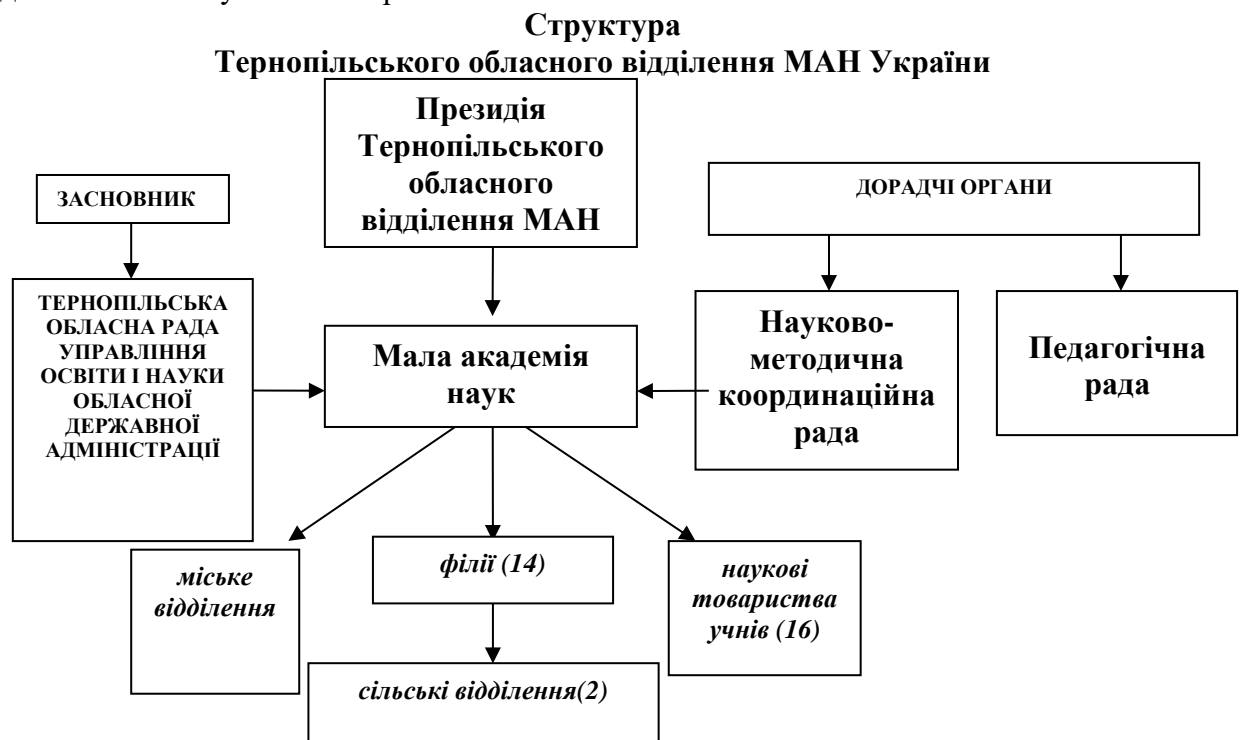 Структура
Тернопільського обласного відділення МАН України
Президія
Тернопільського
обласного
відділення МАН
ЗАСНОВНИК
ДОРАДЧІ ОРГАНИ
ТЕРНОПІЛЬСЬКА
ОБЛАСНА РАДА
УПРАВЛІННЯ
ОСВІТИ І НАУКИ
ОБЛАСНОЇ
ДЕРЖАВНОЇ
АДМІНІСТРАЦІЇ
Мала академія
наук
Науково-
методична
координаційна
рада
Педагогічна
рада
міське
відділення
філії (14)
наукові
товариства
учнів (16)
сільські відділення(2)